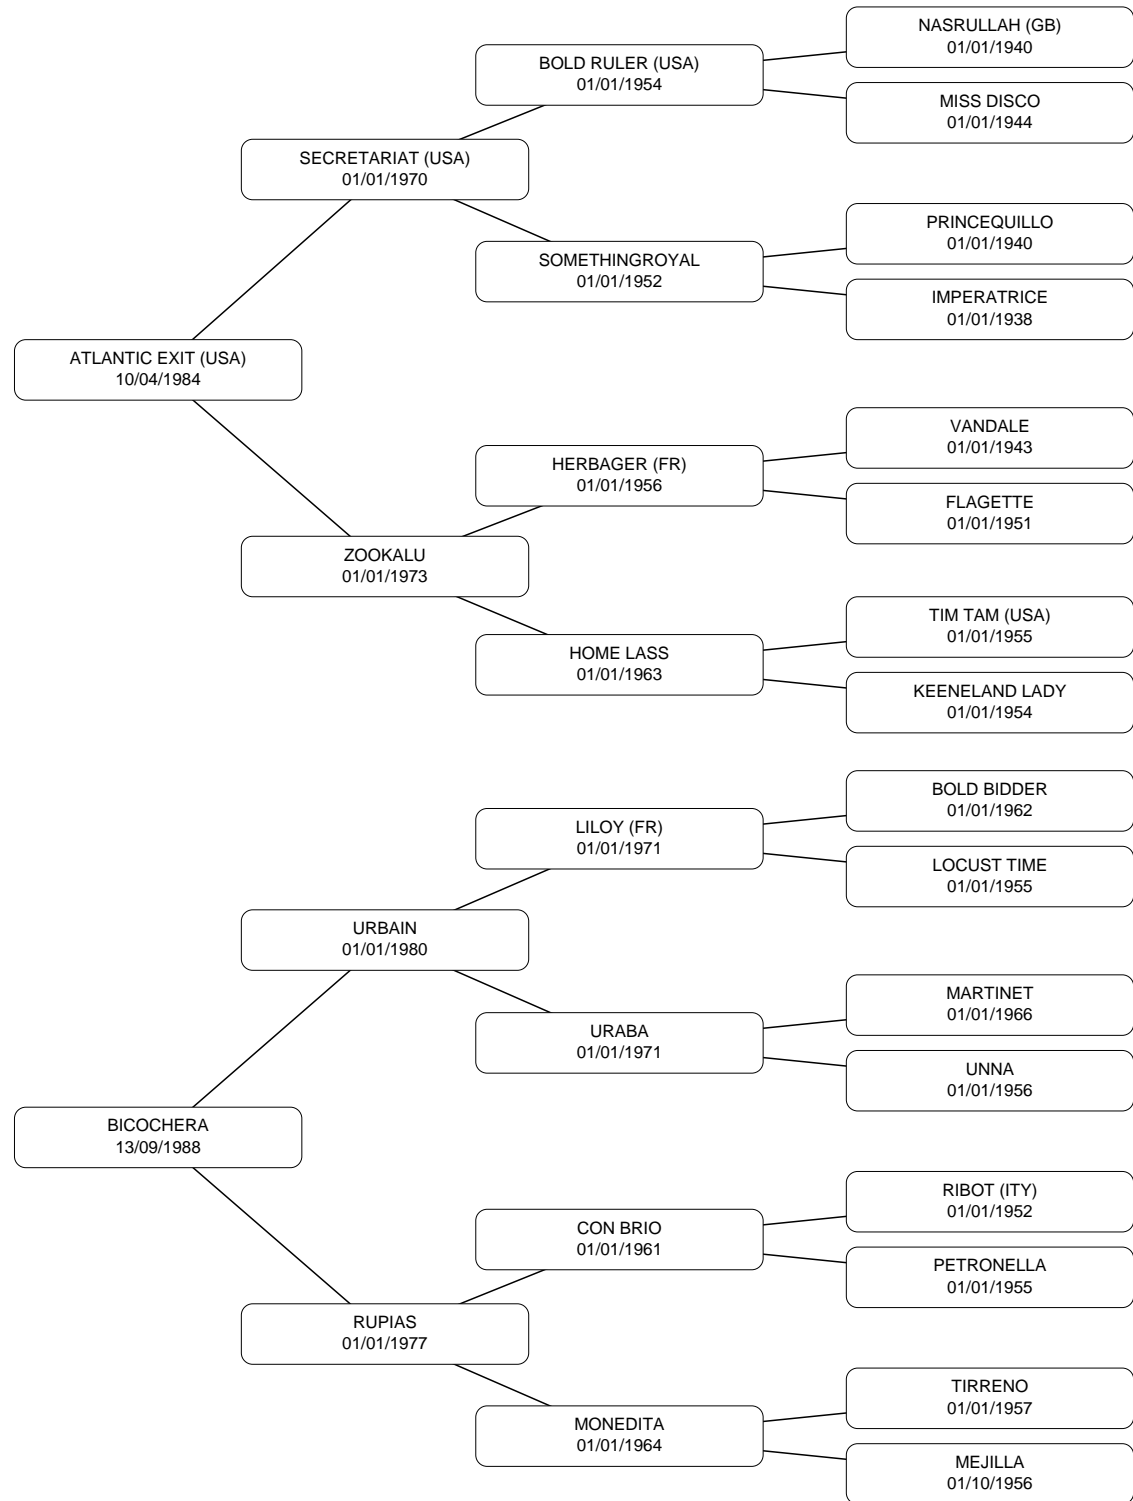 NASRULLAH (GB)
01/01/1940
BOLD RULER (USA)
01/01/1954
MISS DISCO
01/01/1944
SECRETARIAT (USA)
01/01/1970
PRINCEQUILLO
01/01/1940
SOMETHINGROYAL
01/01/1952
IMPERATRICE
01/01/1938
ATLANTIC EXIT (USA)
10/04/1984
VANDALE
01/01/1943
HERBAGER (FR)
01/01/1956
FLAGETTE
01/01/1951
ZOOKALU
01/01/1973
TIM TAM (USA)
01/01/1955
HOME LASS
01/01/1963
KEENELAND LADY
01/01/1954
BOLD BIDDER
01/01/1962
LILOY (FR)
01/01/1971
LOCUST TIME
01/01/1955
URBAIN
01/01/1980
MARTINET
01/01/1966
URABA
01/01/1971
UNNA
01/01/1956
BICOCHERA
13/09/1988
RIBOT (ITY)
01/01/1952
CON BRIO
01/01/1961
PETRONELLA
01/01/1955
RUPIAS
01/01/1977
TIRRENO
01/01/1957
MONEDITA
01/01/1964
MEJILLA
01/10/1956